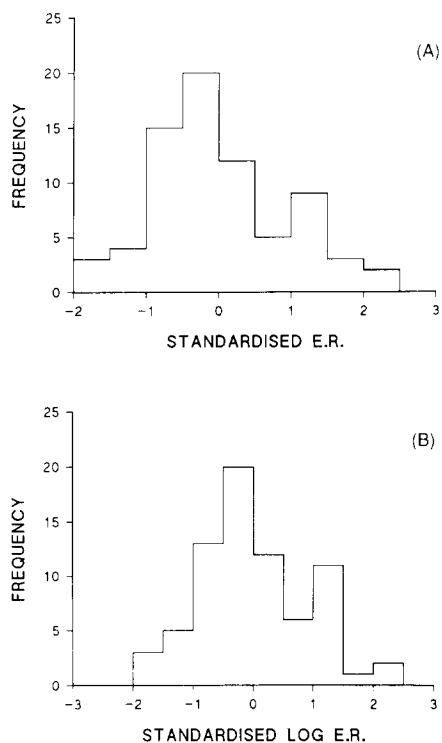 25
(A)
20
15
FREQUENCY
10
5
0
-2 -1 0 1 2 3
STANDARDISED E.R.
25
(B)
20
15
FREQUENCY
10
5
0
-3 -2 -1 0 1 2 3
STANDARDISED LOG E.R.